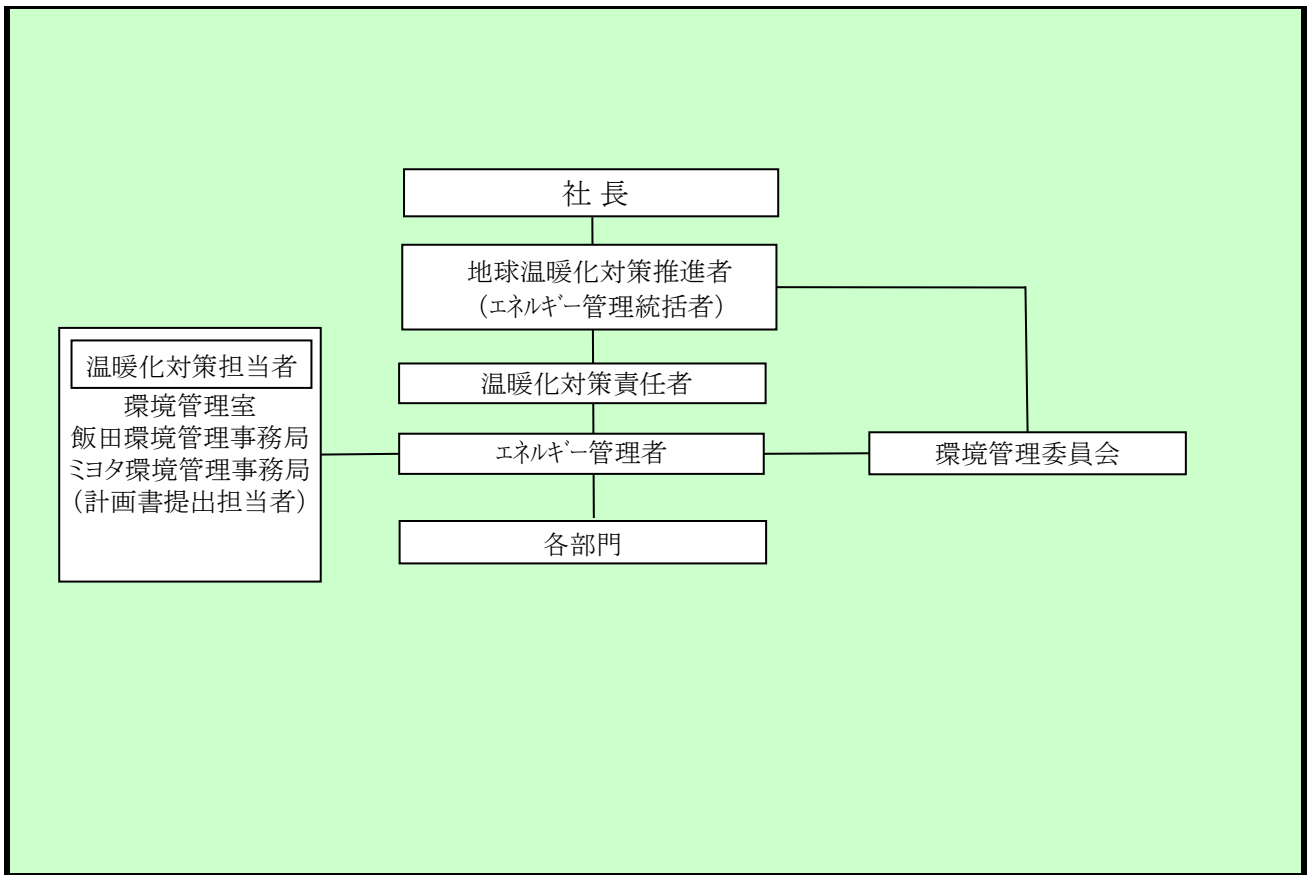 社 長
地球温暖化対策推進者
(エネルギー管理統括者)
温暖化対策責任者
エネルギー管理者
各部門
温暖化対策担当者
環境管理室
飯田環境管理事務局
ミヨタ環境管理事務局
(計画書提出担当者)
環境管理委員会